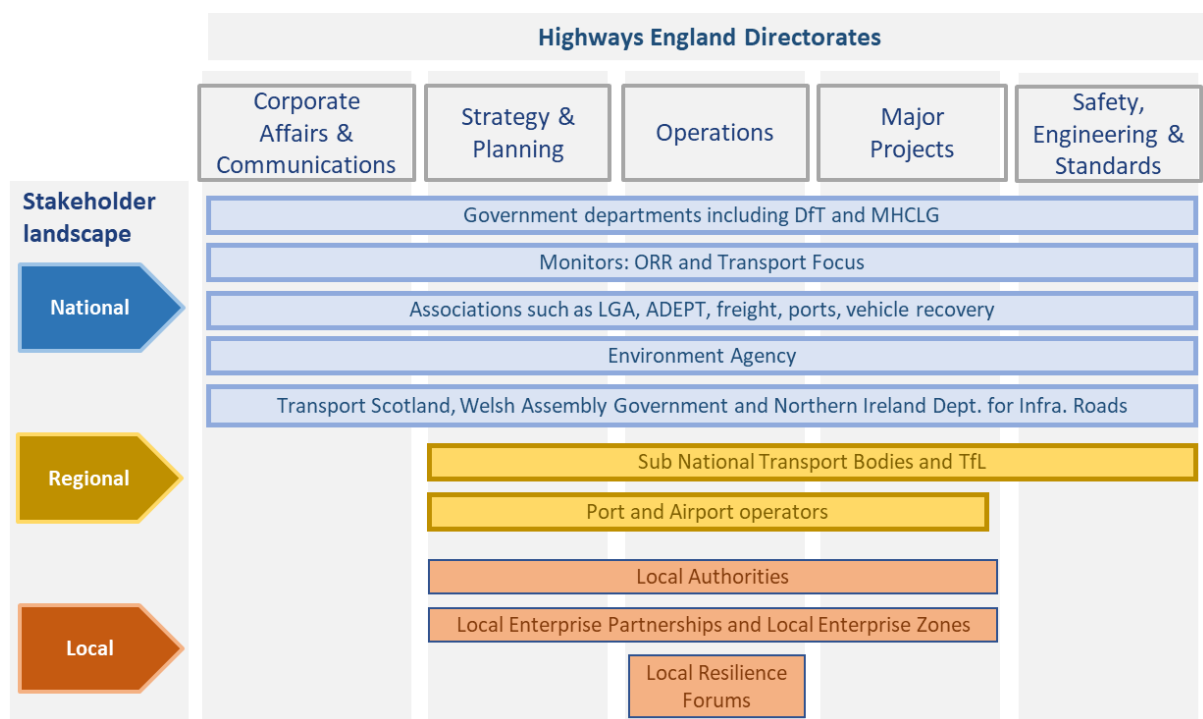 Highways England Directorates
Corporate
Affairs &
Communications
Strategy &
Planning
Operations
Major
Projects
Safety,
Engineering &
Standards
Stakeholder
landscape
National
Government departments including DfT and MHCLG
Monitors: ORR and Transport Focus
Associations such as LGA, ADEPT, freight, ports, vehicle recovery
Environment Agency
Transport Scotland, Welsh Assembly Government and Northern Ireland Dept. for Infra. Roads
Regional
Sub National Transport Bodies and TfL
Port and Airport operators
Local
Local Authorities
Local Enterprise Partnerships and Local Enterprise Zones
Local Resilience
Forums